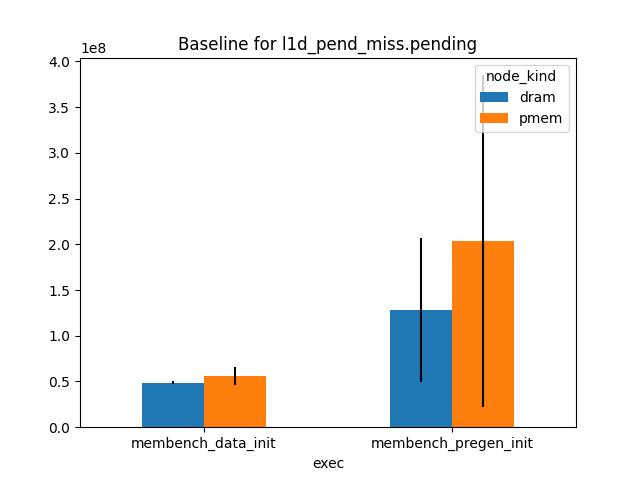 Baseline for l1d_pend_miss.pending
1e8
4.0
3.5
3.0
2.5
2.0
1.5
1.0
0.5
0.0
node_kind
dram
pmem
membench_data_init
membench_pregen_init
exec